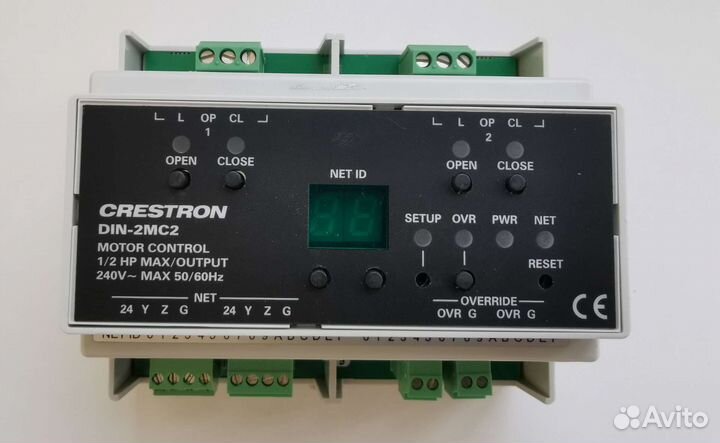 L OP CL
1
OPEN CLOSE
L OP CL
2
OPEN CLOSE
NET ID
CRESTRON
DIN-2MC2
MOTOR CONTROL
1/2 HP MAX/OUTPUT
240V~ MAX 50/60Hz
SETUP OVR PWR NET
RESET
NET
24 Y Z G 24 Y Z G
OVERRIDE
OVR G OVR G
CE
Avito